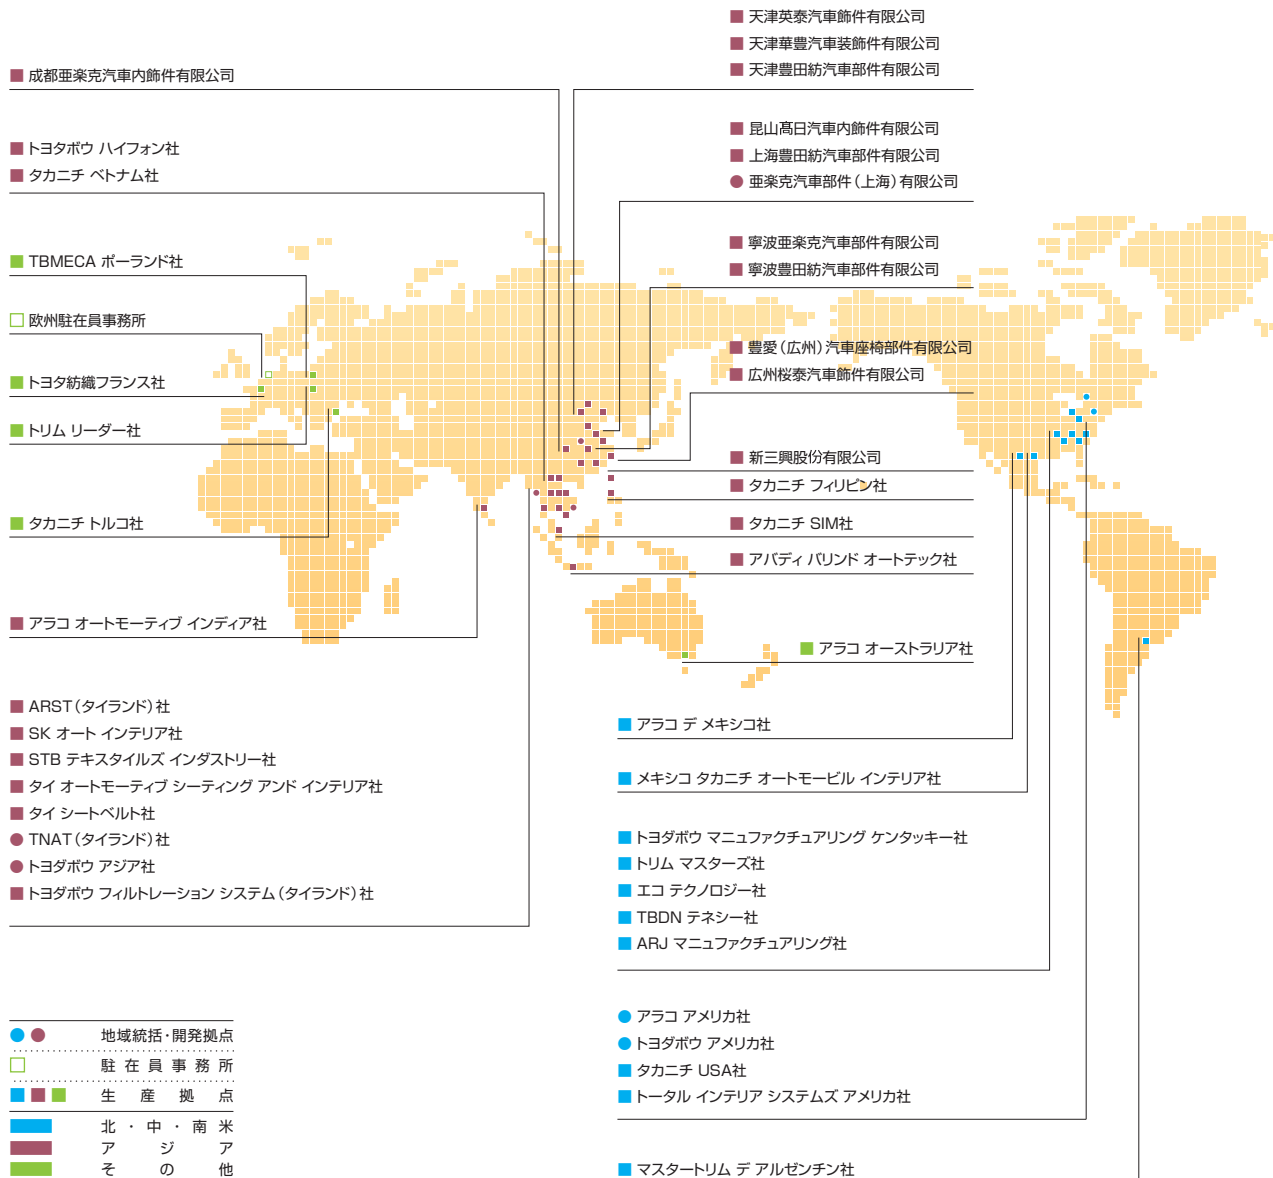 天津英泰汽車飾件有限公司
天津華豊汽車装飾件有限公司
天津豊田紡汽車部件有限公司
成都亜楽克汽車内飾件有限公司
昆山髙日汽車内飾件有限公司
上海豊田紡汽車部件有限公司
亜楽克汽車部件(上海)有限公司
トヨタボウ ハイフォン社
タカニチ ベトナム社
寧波亜楽克汽車部件有限公司
寧波豊田紡汽車部件有限公司
TBMECA ポーランド社
欧州駐在員事務所
豊愛(広州)汽車座椅部件有限公司
広州桜泰汽車飾件有限公司
トヨタ紡織フランス社
トリム リーダー社
新三興股份有限公司
タカニチ フィリピン社
タカニチ トルコ社
タカニチ SIM社
アバディ バリンド オートテック社
アラコ オートモーティブ インディア社
アラコ オーストラリア社
ARST(タイランド)社
SK オート インテリア社
STB テキスタイルズ インダストリー社
タイ オートモーティブ シーティング アンド インテリア社
タイ シートベルト社
TNAT(タイランド)社
トヨダボウ アジア社
トヨダボウ フィルトレーション システム(タイランド)社
アラコ デ メキシコ社
メキシコ タカニチ オートモービル インテリア社
トヨダボウ マニュファクチュアリング ケンタッキー社
トリム マスターズ社
エコ テクノロジー社
TBDN テネシー社
ARJ マニュファクチュアリング社
アラコ アメリカ社
トヨダボウ アメリカ社
タカニチ USA社
トータル インテリア システムズ アメリカ社
マスタートリム デ アルゼンチン社
地域統括・開発拠点
駐在員事務所
生産拠点
北・中・南米
アジア
その他